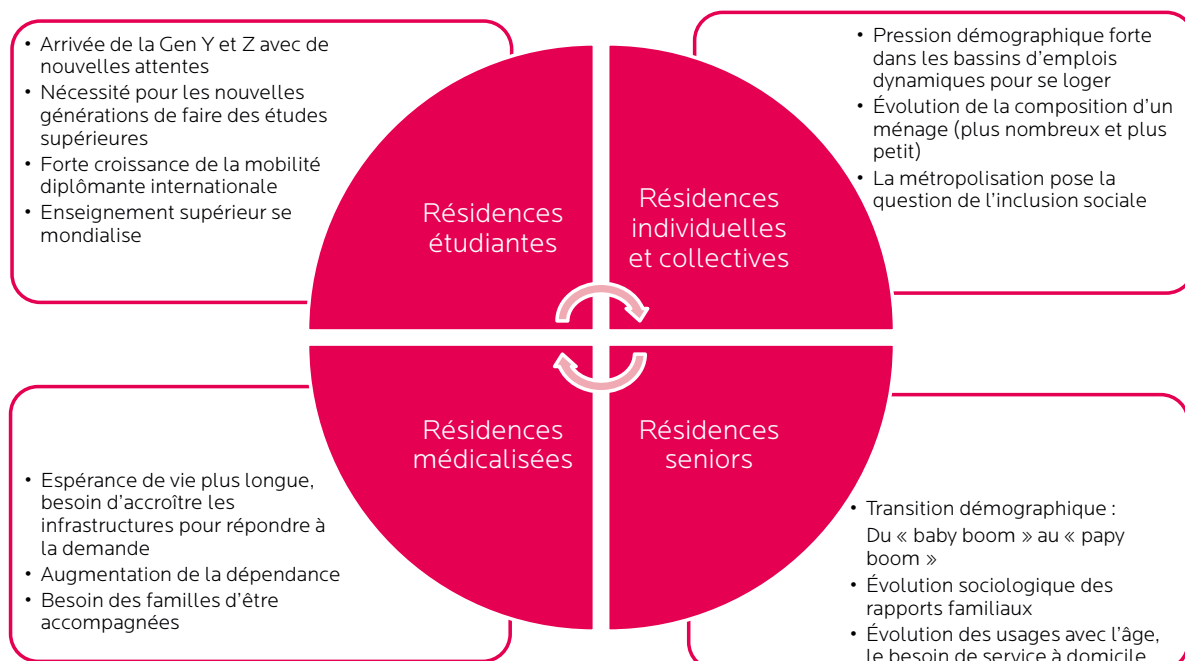 • Arrivée de la Gen Y et Z avec de
nouvelles attentes
• Nécessité pour les nouvelles
générations de faire des études
supérieures
• Forte croissance de la mobilité
diplômante internationale
• Enseignement supérieur se
mondialise
• Pression démographique forte
dans les bassins d’emplois
dynamiques pour se loger
• Évolution de la composition d’un
ménage (plus nombreux et plus
petit)
• La métropolisation pose la
question de l’inclusion sociale
Résidences
étudiantes
Résidences
individuelles
et collectives
Résidences
médicalisées
Résidences
seniors
• Espérance de vie plus longue,
besoin d’accroître les
infrastructures pour répondre à
la demande
• Augmentation de la dépendance
• Besoin des familles d’être
accompagnées
• Transition démographique :
Du « baby boom » au « papy
boom »
• Évolution sociologique des
rapports familiaux
• Évolution des usages avec l’âge,
le besoin de service à domicile